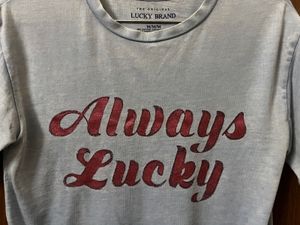 THE ORIGINAL
LUCKY BRAND
Always
Lucky